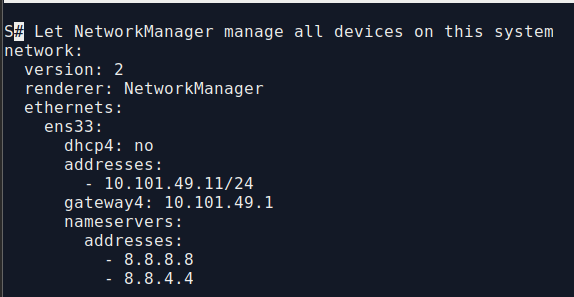 S# Let NetworkManager manage all devices on this system
network:
  version: 2
  renderer: NetworkManager
  ethernets:
    ens33:
      dhcp4: no
      addresses:
        - 10.101.49.11/24
      gateway4: 10.101.49.1
      nameservers:
        addresses:
          - 8.8.8.8
          - 8.8.4.4